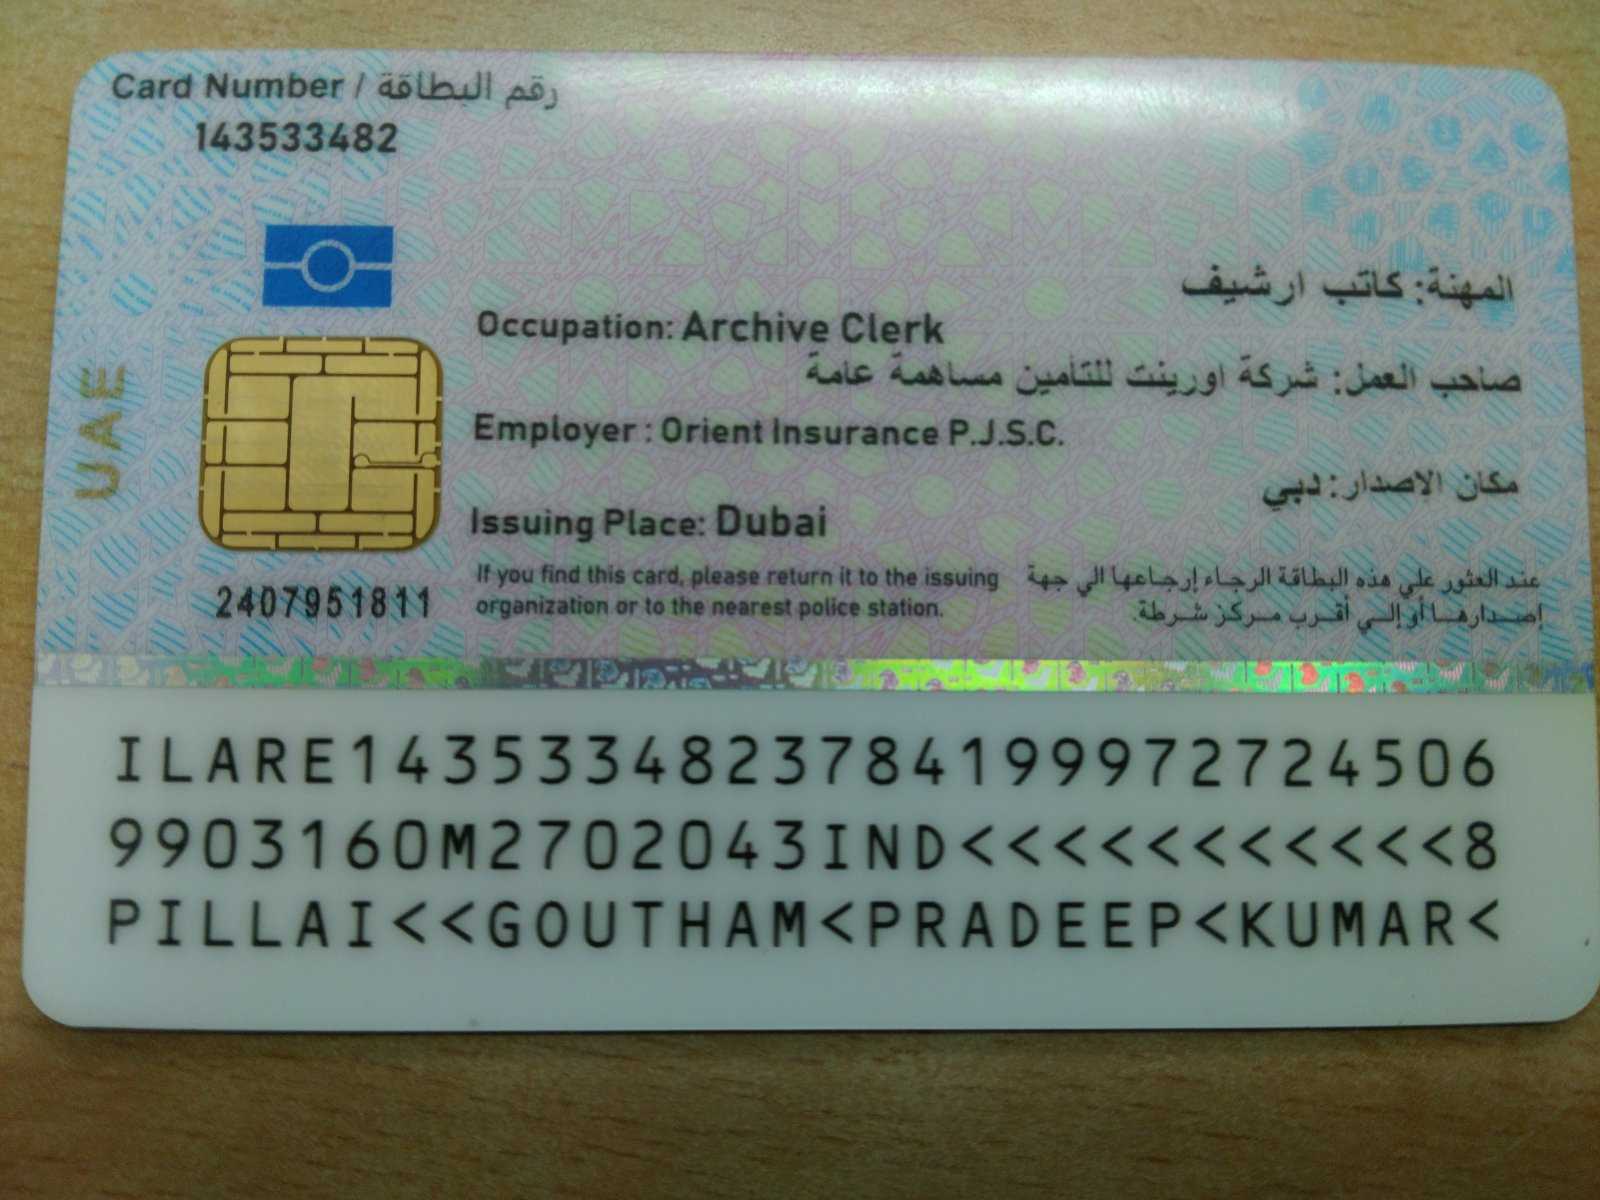 Card Number / رقم البطاقة
143533482
المهنة: كاتب ارشيف
Occupation: Archive Clerk
صاحب العمل: شركة اورينت للتأمين مساهمة عامة
Employer : Orient Insurance P.J.S.C.
مكان الاصدار: دبي
Issuing Place: Dubai
UAE
If you find this card, please return it to the issuing
organization or to the nearest police station.
عند العثور علي هذه البطاقة الرجاء إرجاعها الي جهة
إصدارها أو إلي أقرب مركز شرطة.
2407951811
ILARE1435334823784199972724506
9903160M2702043IND<<<<<<<<<<<8
PILLAI<<GOUTHAM<PRADEEP<KUMAR<